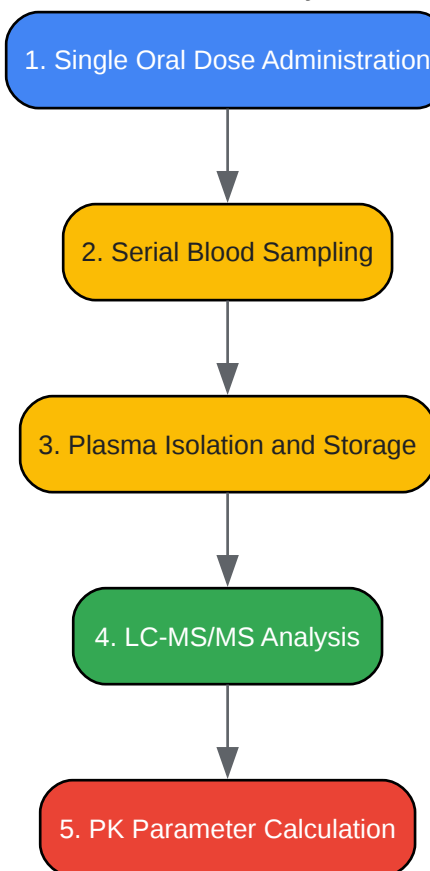 1. Single Oral Dose Administration
2. Serial Blood Sampling
3. Plasma Isolation and Storage
4. LC-MS/MS Analysis
5. PK Parameter Calculation